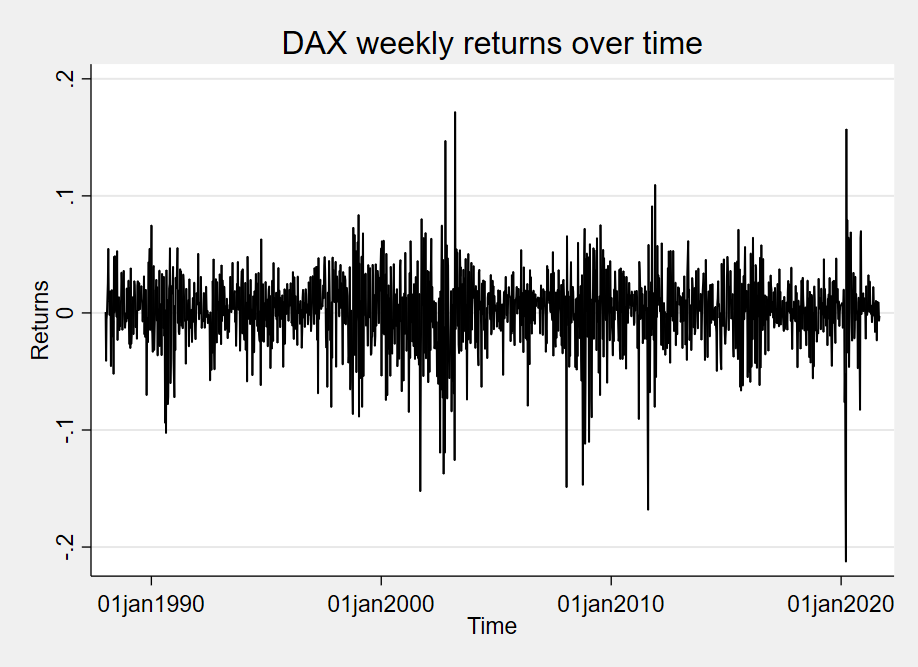 DAX weekly returns over time
Returns
.2
.1
0
-.1
-.2
01jan1990 01jan2000 01jan2010 01jan2020
Time